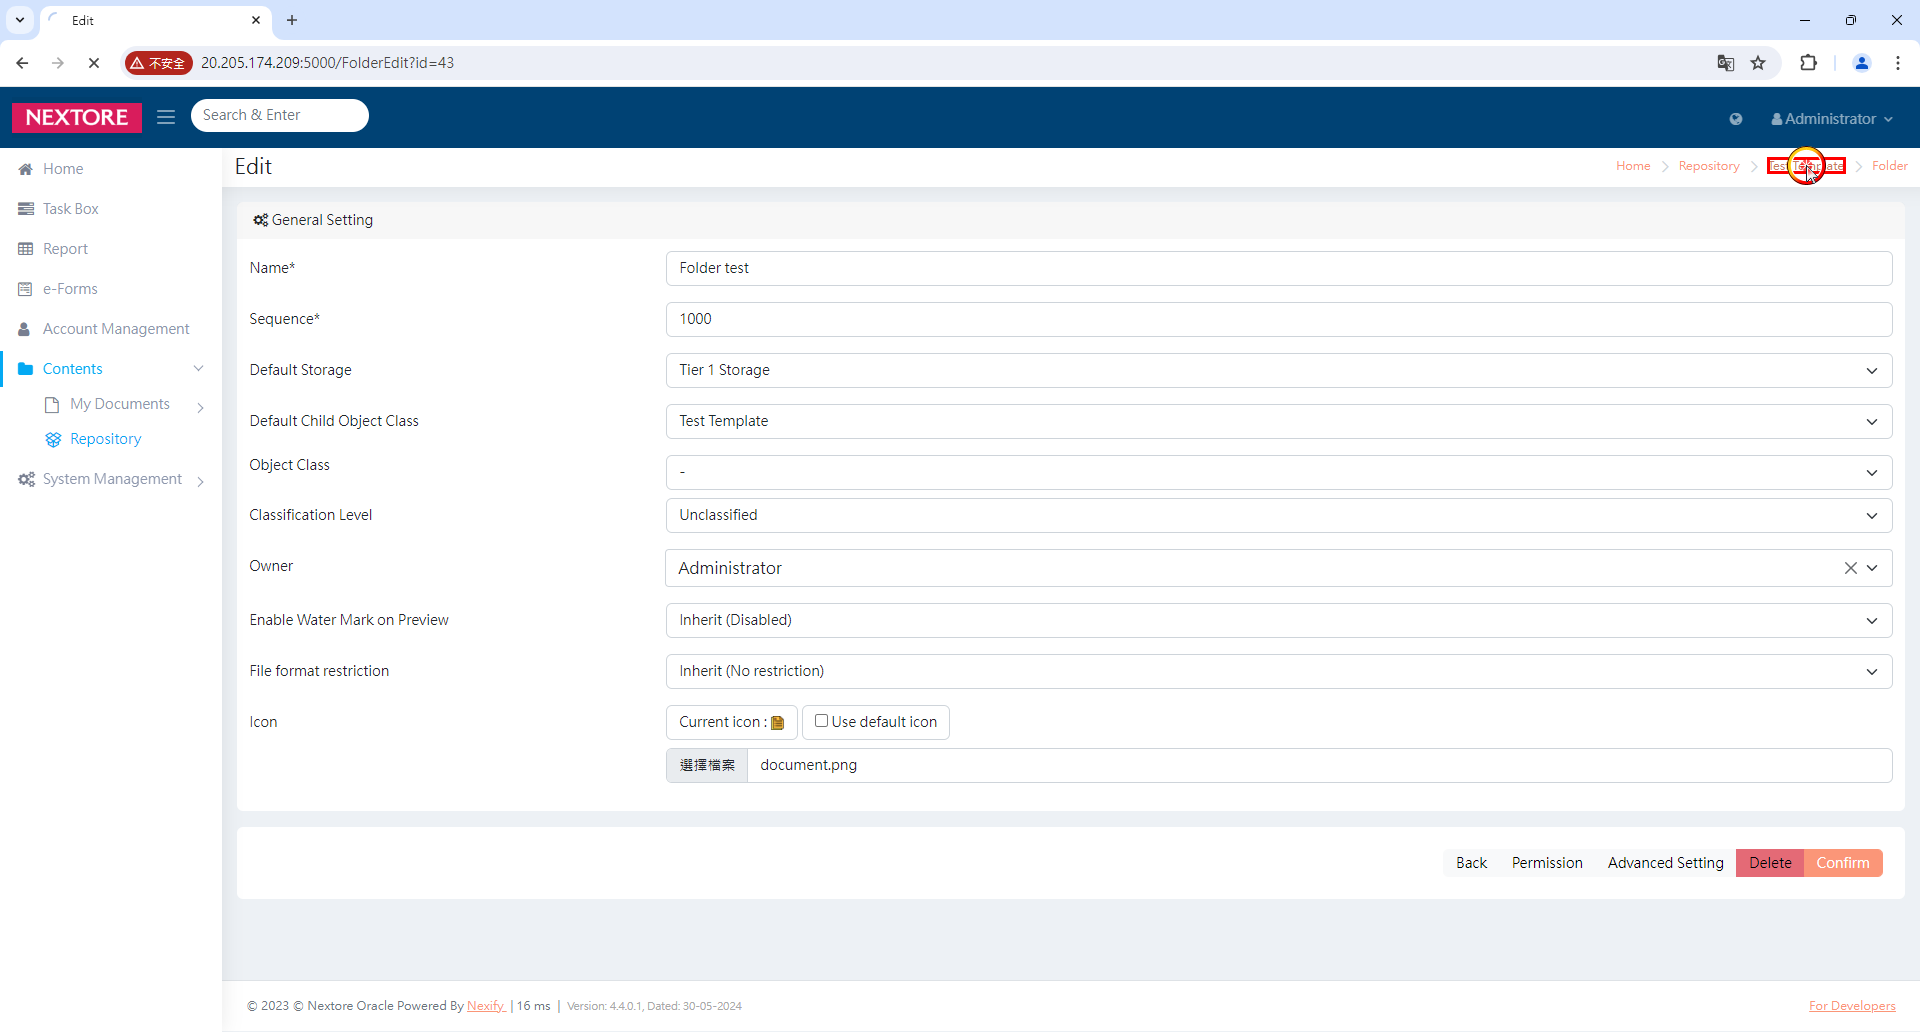 Edit
不安全 20.205.174.209:5000/FolderEdit?id=43
NEXTORE Search & Enter Administrator
Home
Task Box
Report
e-Forms
Account Management
Contents
My Documents
Repository
System Management
Edit
Home Repository Test Template Folder
General Setting
Name* Folder test
Sequence* 1000
Default Storage Tier 1 Storage
Default Child Object Class Test Template
Object Class -
Classification Level Unclassified
Owner Administrator
Enable Water Mark on Preview Inherit (Disabled)
File format restriction Inherit (No restriction)
Icon Current icon : Use default icon
選擇檔案 document.png
Back Permission Advanced Setting Delete Confirm
© 2023 © Nextore Oracle Powered By Nexify | 16 ms | Version: 4.4.0.1, Dated: 30-05-2024
For Developers